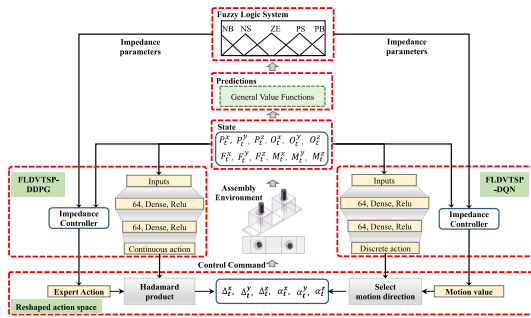 Fuzzy Logic System
NB NS ZE PS PB
Impedance
parameters
Impedance
parameters
Predictions
General Value Functions
State
P_t^x, P_t^y, P_t^z, O_t^x, O_t^y, O_t^z
F_t^x, F_t^y, F_t^z, M_t^x, M_t^y, M_t^z
FLDVTSP-
DDPG
Inputs
64, Dense, Relu
64, Dense, Relu
Continuous action
Impedance
Controller
Assembly
Environment
Control Command
Inputs
64, Dense, Relu
64, Dense, Relu
Discrete action
FLDVTSP
-DQN
Impedance
Controller
Expert Action
Hadamard
product
Δ_t^x, Δ_t^y, Δ_t^z, α_t^x, α_t^y, α_t^z
Select
motion direction
Motion value
Reshaped action space